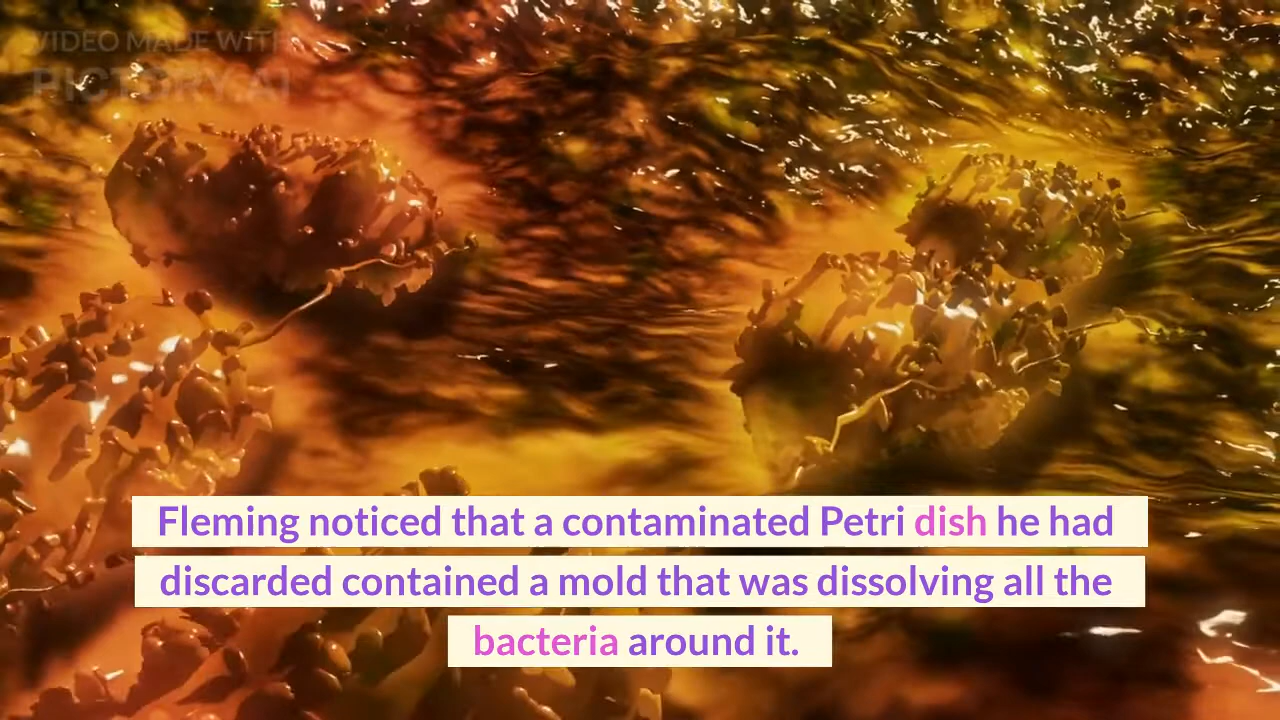 VIDEO MADE WITH
PICTORY.AI
Fleming noticed that a contaminated Petri dish he had
discarded contained a mold that was dissolving all the
bacteria around it.